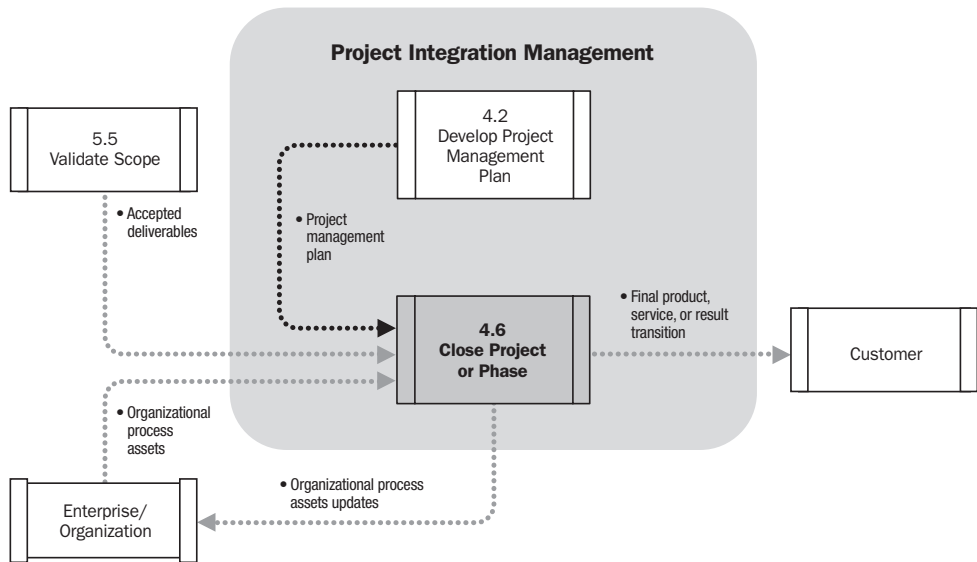 Project Integration Management
5.5
Validate Scope
4.2
Develop Project
Management
Plan
• Accepted
deliverables
• Project
management
plan
4.6
Close Project
or Phase
• Final product,
service, or result
transition
Customer
• Organizational
process
assets
Enterprise/
Organization
• Organizational process
assets updates